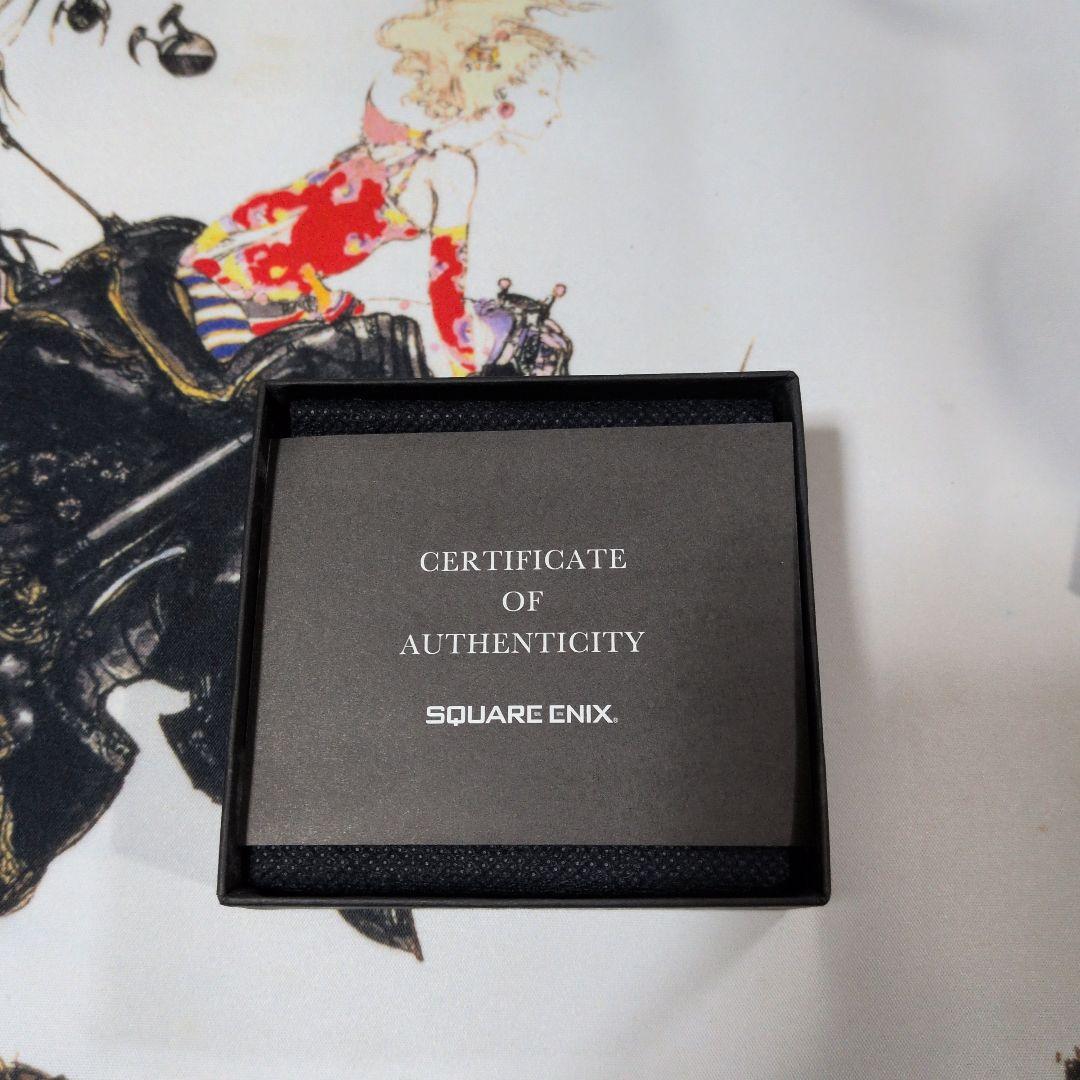 CERTIFICATE
OF
AUTHENTICITY
SQUARE ENIX®